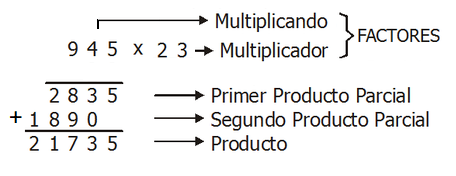 Multiplicando
945 x 23 Multiplicador
FACTORES
2835 Primer Producto Parcial
+1890 Segundo Producto Parcial
21735 Producto